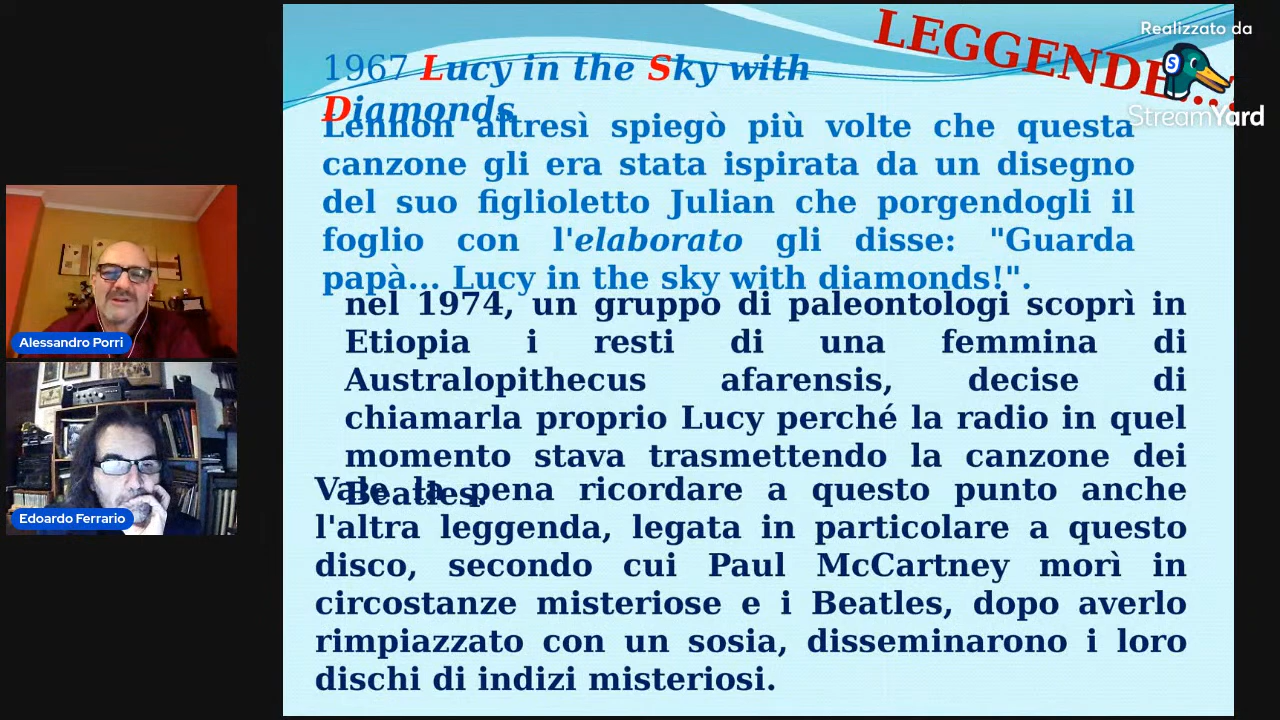 LEGGENDE...
Realizzato da
StreamYard
1967 Lucy in the Sky with
Diamonds
Lennon altresì spiegò più volte che questa
canzone gli era stata ispirata da un disegno
del suo figlioletto Julian che porgendogli il
foglio con l'elaborato gli disse: "Guarda
papà... Lucy in the sky with diamonds!".
nel 1974, un gruppo di paleontologi scoprì in
Etiopia i resti di una femmina di
Australopithecus afarensis, decise di
chiamarla proprio Lucy perché la radio in quel
momento stava trasmettendo la canzone dei
Beatles.
Vale la pena ricordare a questo punto anche
l'altra leggenda, legata in particolare a questo
disco, secondo cui Paul McCartney morì in
circostanze misteriose e i Beatles, dopo averlo
rimpiazzato con un sosia, disseminarono i loro
dischi di indizi misteriosi.
Alessandro Porri
Edoardo Ferrario